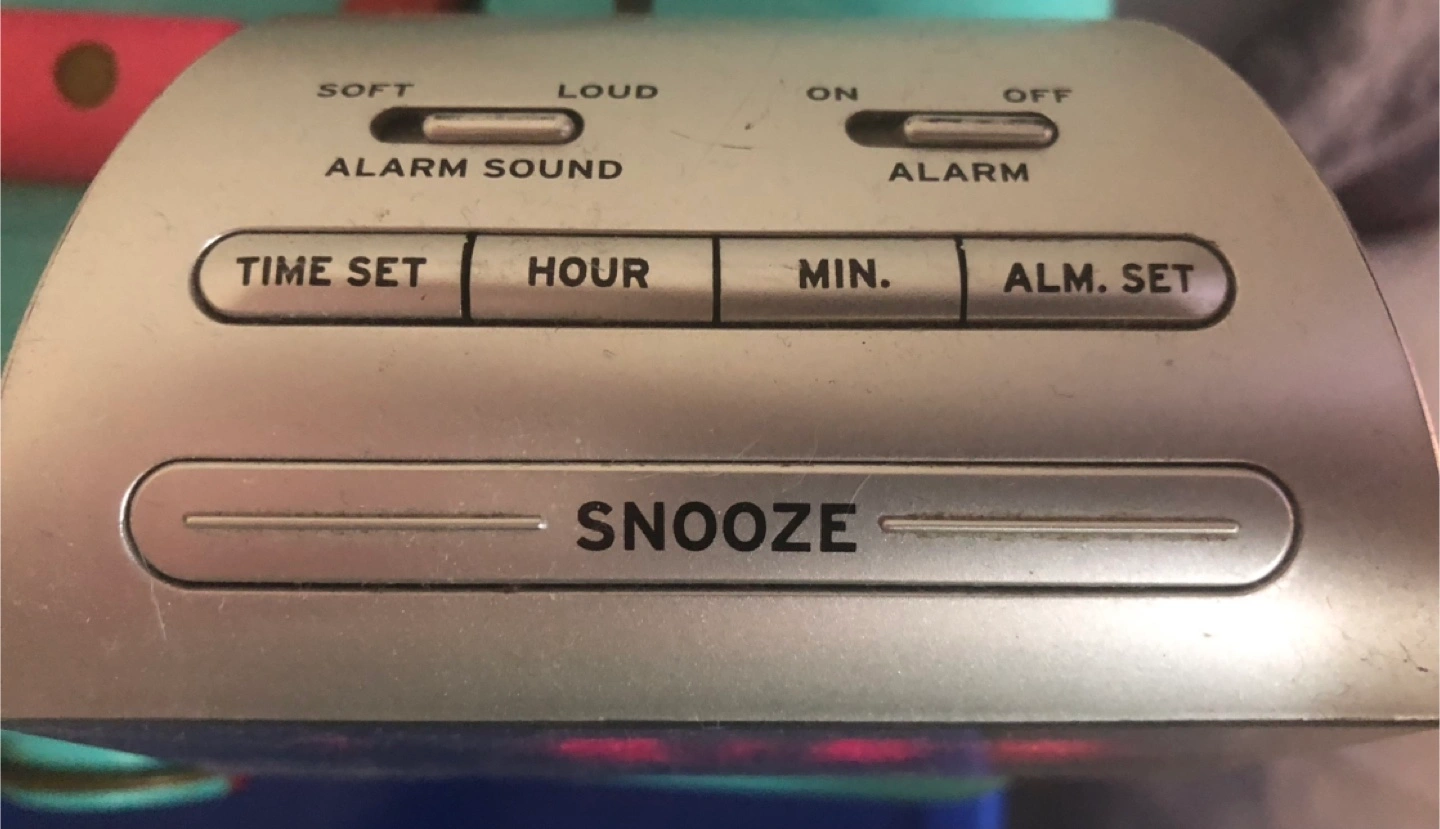 SOFT LOUD ON OFF
ALARM SOUND ALARM
TIME SET HOUR MIN. ALM. SET
SNOOZE